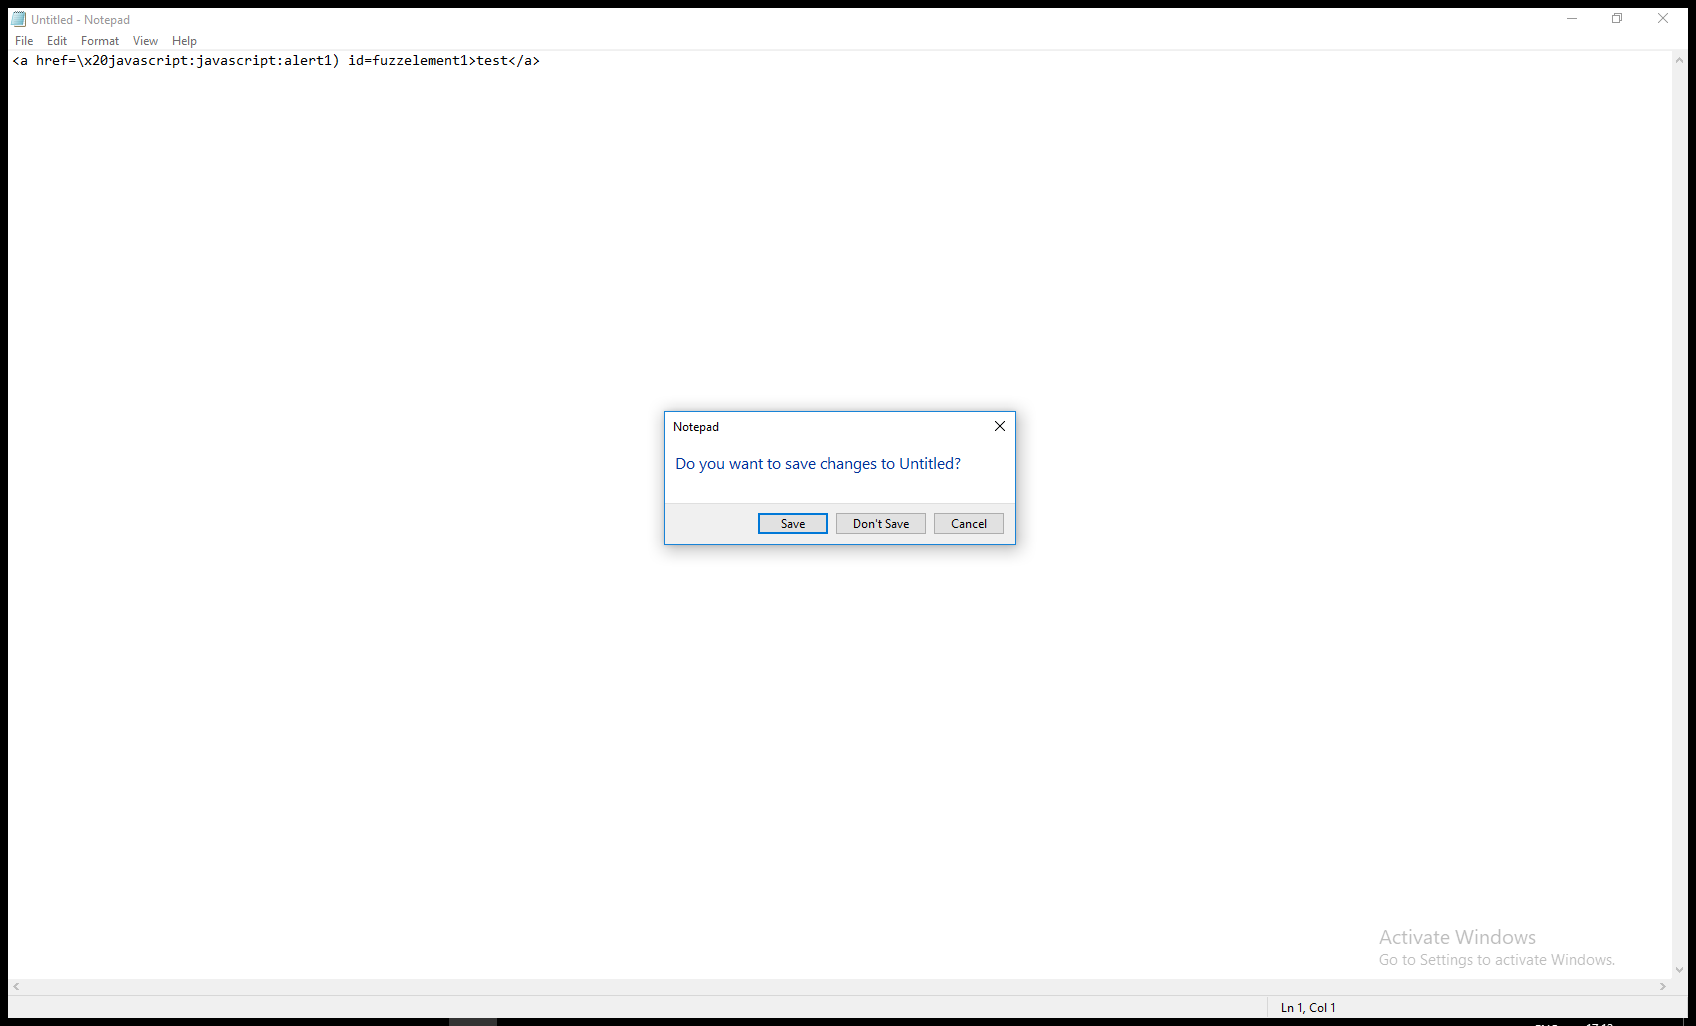 Untitled - Notepad
File Edit Format View Help
<a href=\x20javascript:javascript:alert1) id=fuzzelement1>test</a>
Notepad
Do you want to save changes to Untitled?
Save Don't Save Cancel
Activate Windows
Go to Settings to activate Windows.
Ln 1, Col 1